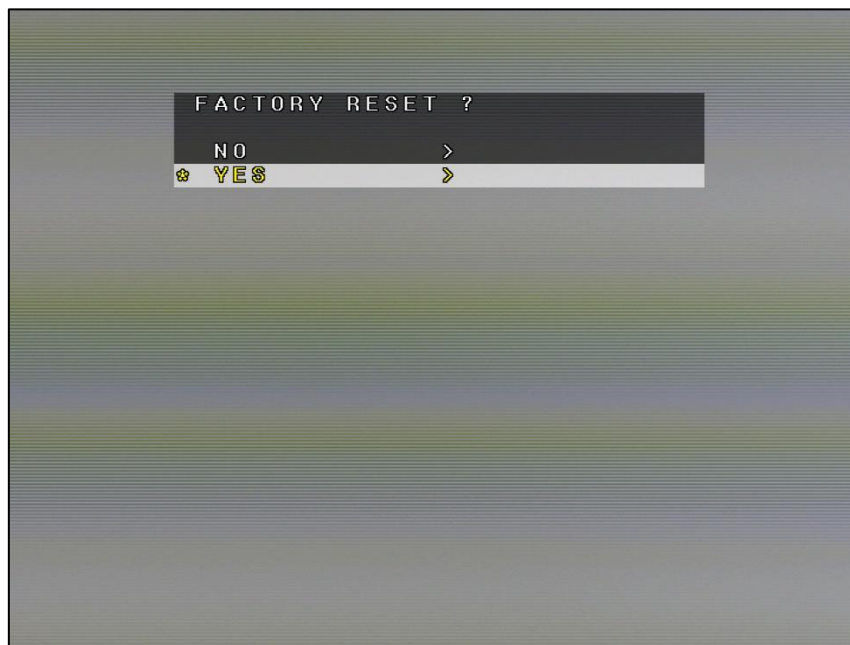 FACTORY RESET ?
NO >
* YES >